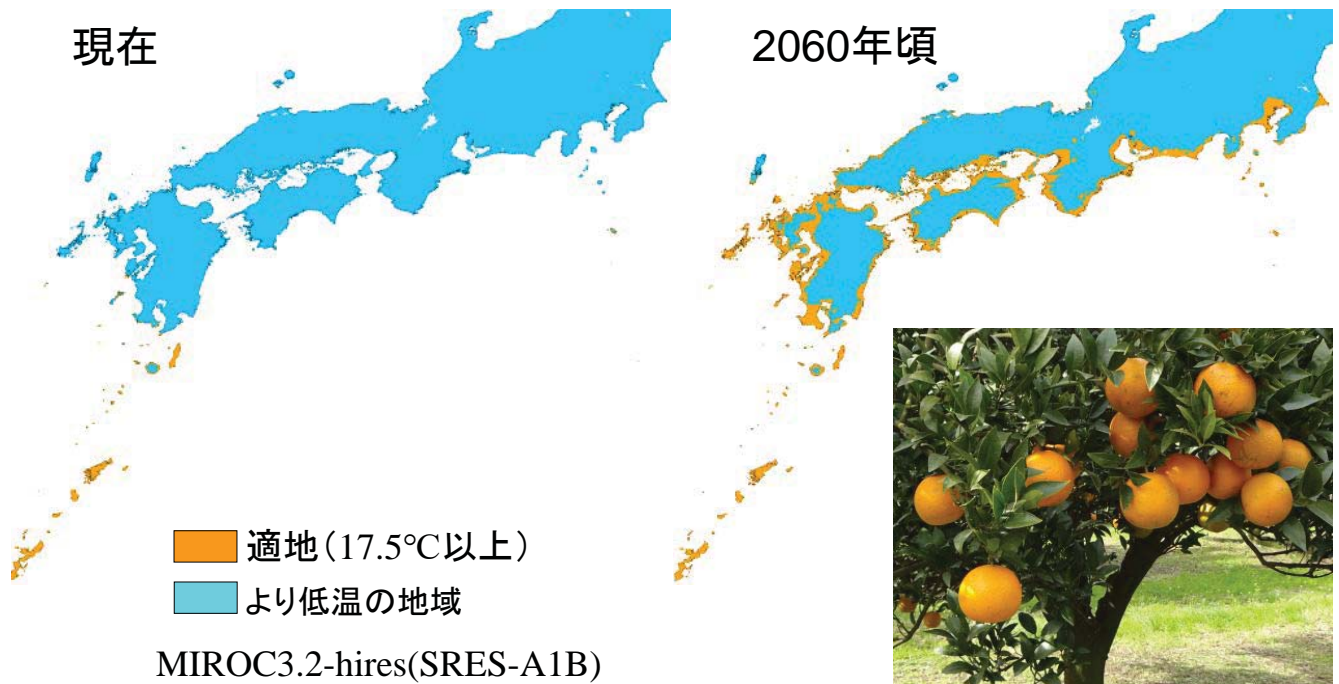 現在
2060年頃
適地(17.5℃以上)
より低温の地域
MIROC3.2-hires(SRES-A1B)